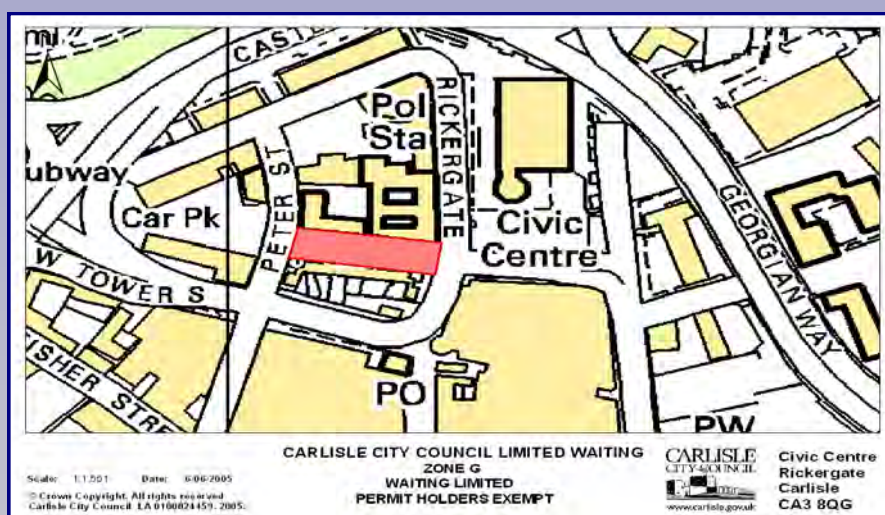 CASTL
RICKERGATE
Pol
Sta
PETER ST
ubway
Car Pk
Civic
Centre
GEORGIAN WAY
W TOWER S
ISHER STRE
PO
PW
CARLISLE CITY COUNCIL LIMITED WAITING
ZONE G
WAITING LIMITED
PERMIT HOLDERS EXEMPT
Scale: 1:1,501 Date: 6/06/2005
© Crown Copyright. All rights reserved
Carlisle City Council. LA 0100024459. 2005.
CARLISLE
CITY COUNCIL
www.carlisle.gov.uk
Civic Centre
Rickergate
Carlisle
CA3 8QG